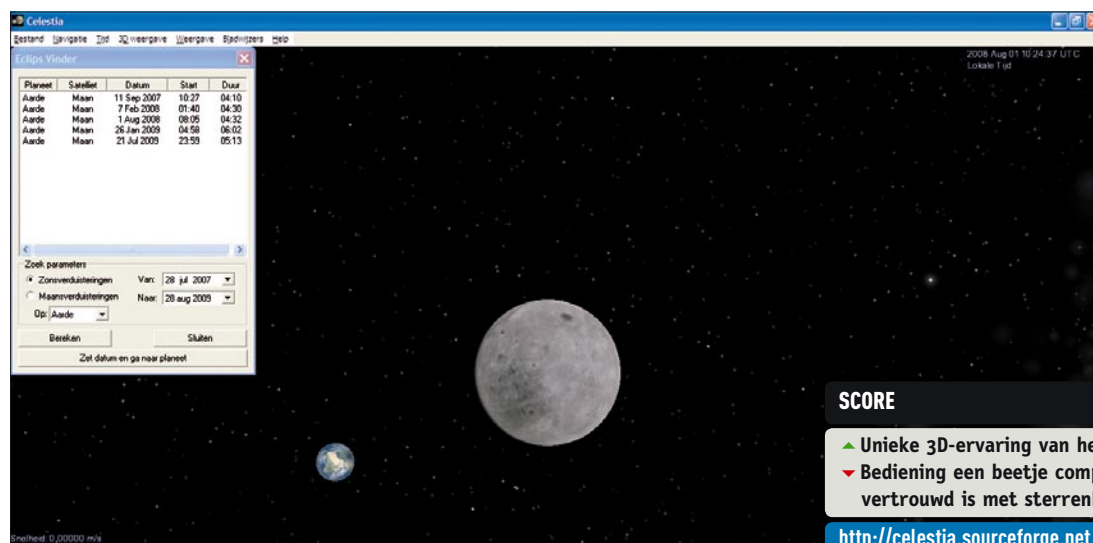 Celestia
Bestand Navigatie Tijd 3D weergave Weergave Bladwijzers Help
Eclips Vinder
2008 Aug 01 10:24:37 UTC
Lokale Tijd
Planeet Satelliet Datum Start Duur
Aarde Maan 11 Sep 2007 10:27 04:10
Aarde Maan 7 Feb 2008 01:40 04:30
Aarde Maan 1 Aug 2008 08:05 04:32
Aarde Maan 26 Jan 2009 04:58 06:02
Aarde Maan 21 Jul 2009 23:59 05:13
Zoek parameters
Zonsverduisteringen Van: 28 jul 2007
Maansverduisteringen Naar: 28 aug 2009
Op: Aarde
Bereken Sluiten
Zet datum en ga naar planeet
SCORE
Unieke 3D-ervaring van he
Bediening een beetje comp
vertrouwd is met sterren
http://celestia.sourceforge.net
Snelheid: 0,00000 m/s